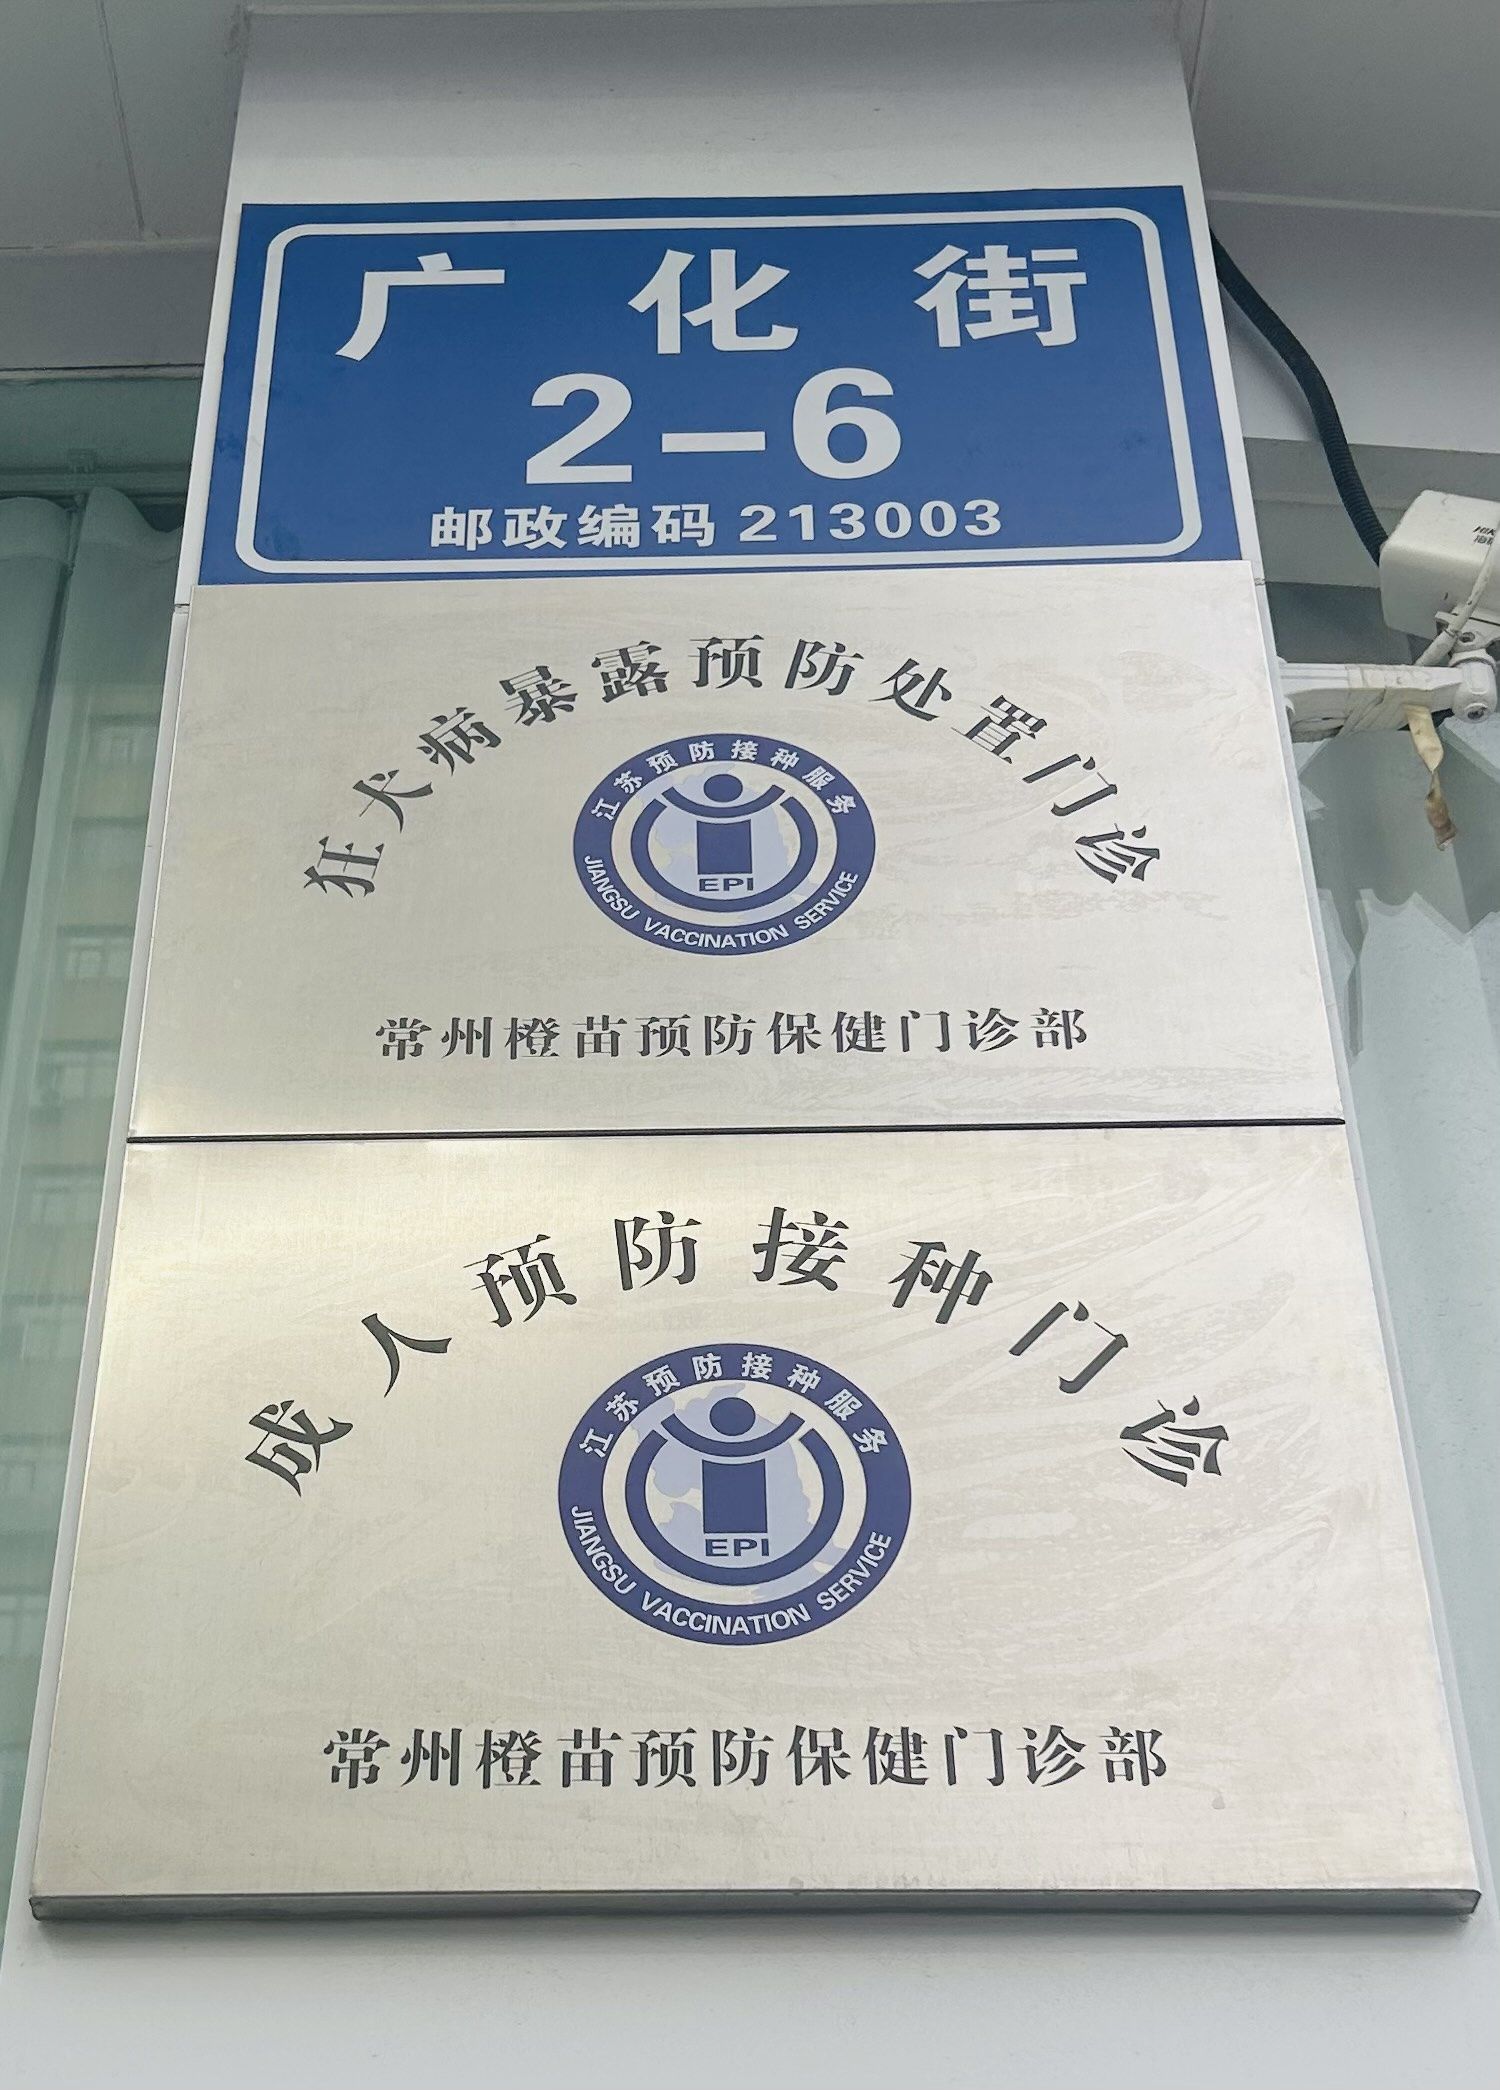 广化街
2-6
邮政编码 213003
狂犬病暴露预防处置门诊
江苏预防接种服务
EPI
JIANGSU VACCINATION SERVICE
常州橙苗预防保健门诊部
成人预防接种门诊
江苏预防接种服务
EPI
JIANGSU VACCINATION SERVICE
常州橙苗预防保健门诊部